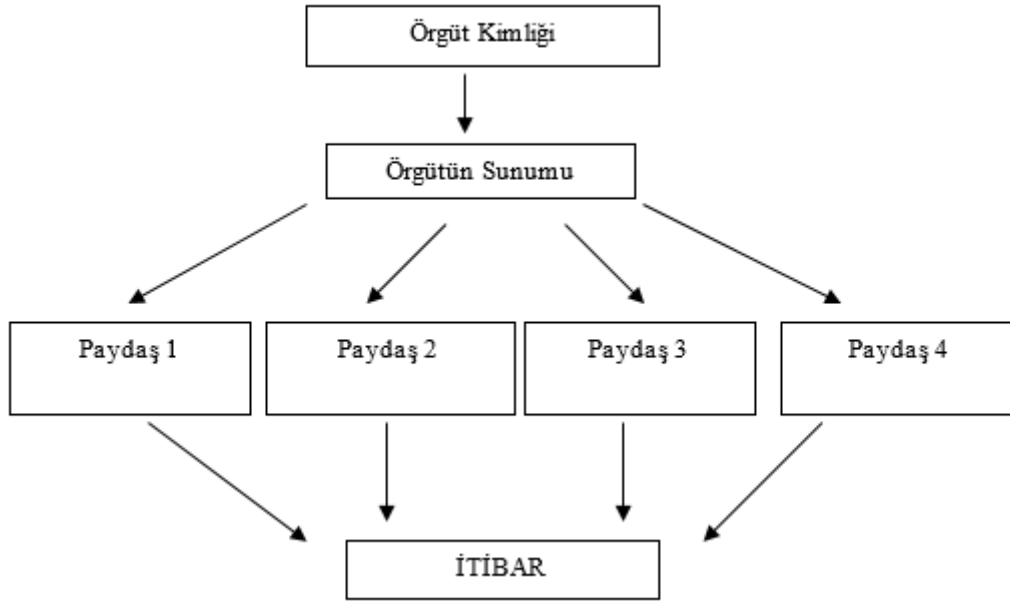 Örgüt Kimliği
Örgütün Sunumu
Paydaş 1
Paydaş 2
Paydaş 3
Paydaş 4
İTİBAR